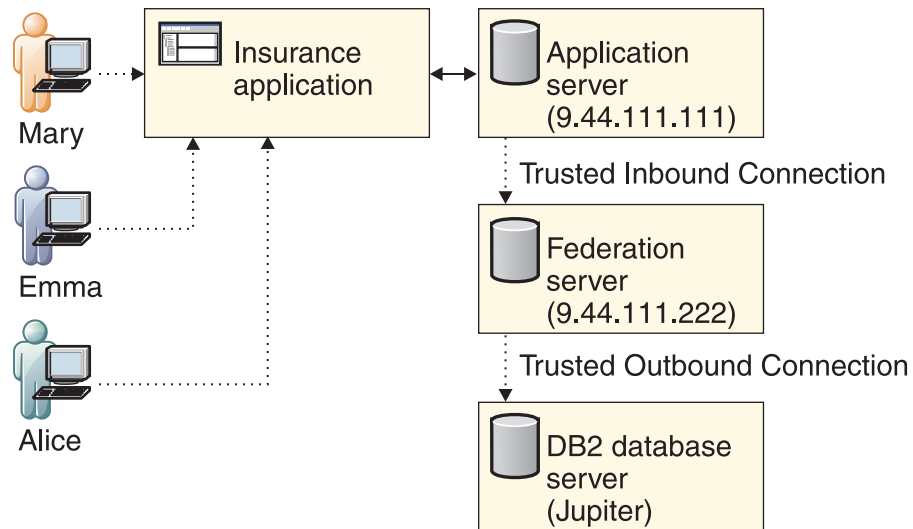 Mary
Insurance
application
Application
server
(9.44.111.111)
Trusted Inbound Connection
Emma
Federation
server
(9.44.111.222)
Trusted Outbound Connection
Alice
DB2 database
server
(Jupiter)